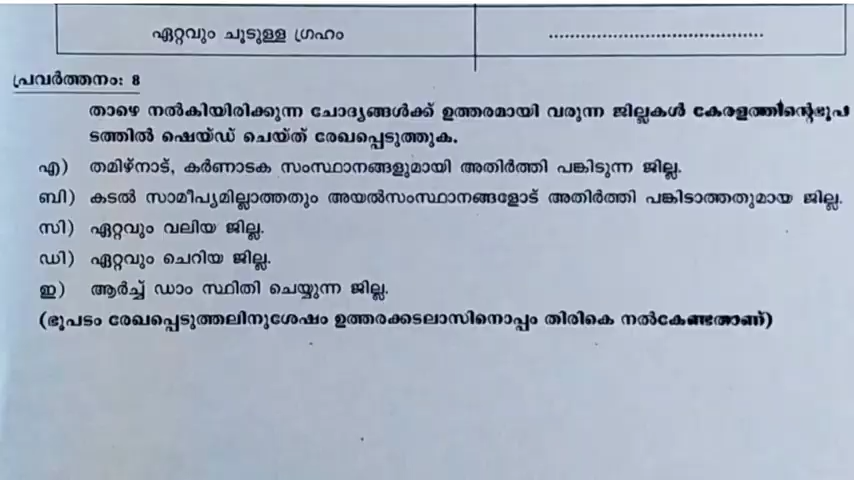 ഏറ്റവും ചൂടുള്ള ഗ്രഹം ........................................
പ്രവർത്തനം: 8
താഴെ നൽകിയിരിക്കുന്ന ചോദ്യങ്ങൾക്ക് ഉത്തരമായി വരുന്ന ജില്ലകൾ കേരളത്തിന്റെഭൂപ
ടത്തിൽ ഷെയ്ഡ് ചെയ്ത് രേഖപ്പെടുത്തുക.
എ) തമിഴ്നാട്, കർണാടക സംസ്ഥാനങ്ങളുമായി അതിർത്തി പങ്കിടുന്ന ജില്ല.
ബി) കടൽ സാമീപ്യമില്ലാത്തതും അയൽസംസ്ഥാനങ്ങളോട് അതിർത്തി പങ്കിടാത്തതുമായ ജില്ല.
സി) ഏറ്റവും വലിയ ജില്ല.
ഡി) ഏറ്റവും ചെറിയ ജില്ല.
ഇ) ആർച്ച് ഡാം സ്ഥിതി ചെയ്യുന്ന ജില്ല.
(ഭൂപടം രേഖപ്പെടുത്തലിനുശേഷം ഉത്തരക്കടലാസിനൊപ്പം തിരികെ നൽകേണ്ടതാണ്)